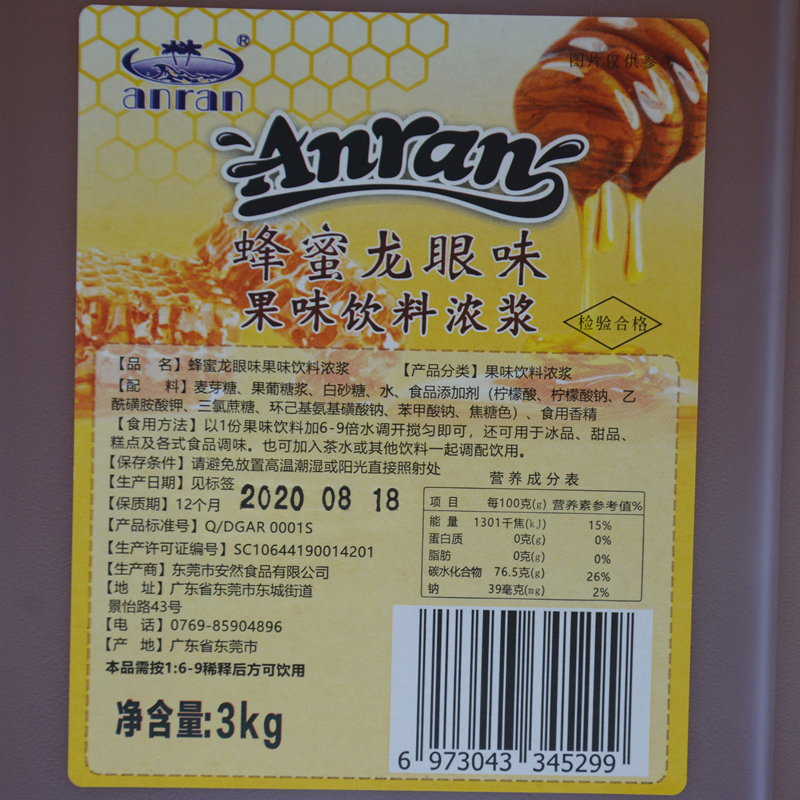 anran®
图片仅供参考
Anran
蜂蜜龙眼味
果味饮料浓浆
检验合格
【品 名】蜂蜜龙眼味果味饮料浓浆 【产品分类】果味饮料浓浆
【配 料】麦芽糖、果葡糖浆、白砂糖、水、食品添加剂（柠檬酸、柠檬酸钠、乙
酰磺胺酸钾、三氯蔗糖、环己基氨基磺酸钠、苯甲酸钠、焦糖色）、食用香精
【食用方法】以1份果味饮料加6-9倍水调开搅匀即可，还可用于冰品、甜品、
糕点及各式食品调味。也可加入茶水或其他饮料一起调配饮用。
【保存条件】请避免放置高温潮湿或阳光直接照射处
【生产日期】见标签
2020 08 18
【保质期】12个月
【产品标准号】Q/DGAR 0001S
【生产许可证编号】SC10644190014201
【生产商】东莞市安然食品有限公司
【地 址】广东省东莞市东城街道
景怡路43号
【电 话】0769-85904896
【产 地】广东省东莞市
本品需按1:6-9稀释后方可饮用
净含量:3kg
营养成分表
项目 每100克(g) 营养素参考值%
能量 1301千焦(kJ) 15%
蛋白质 0克(g) 0%
脂肪 0克(g) 0%
碳水化合物 76.5克(g) 26%
钠 39毫克(mg) 2%
6 973043 345299